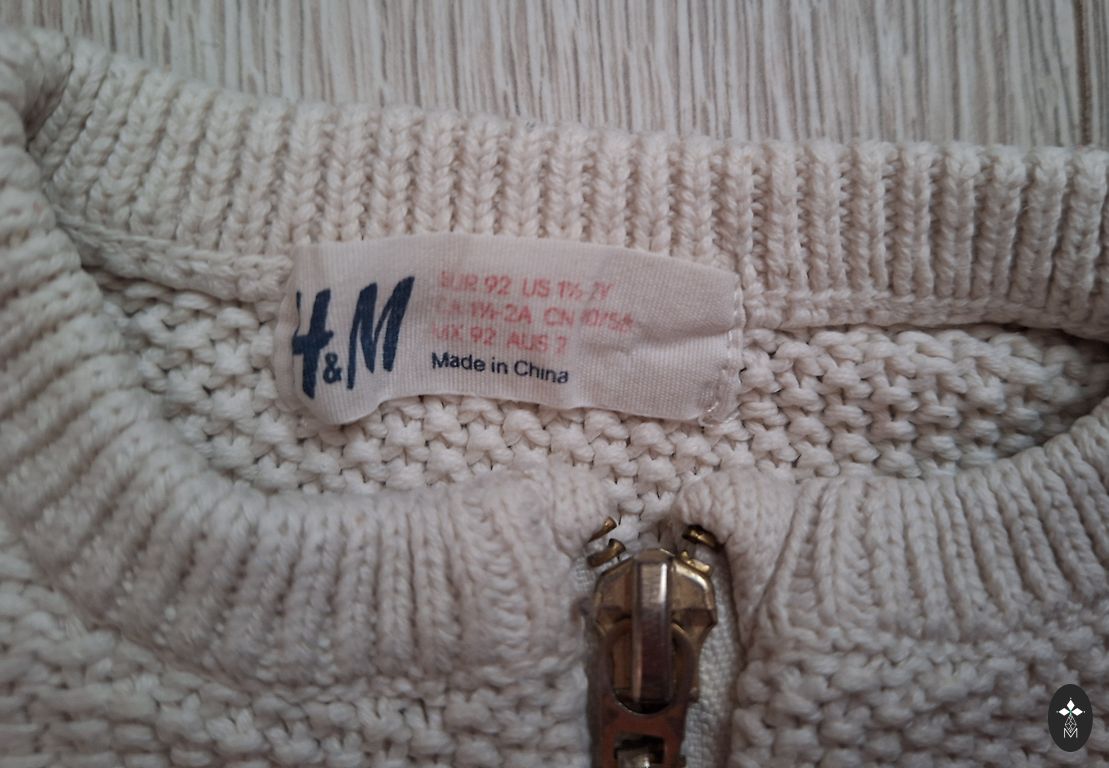 H&M
EUR 92 US 1½-2Y
CA 1½-2A CN 90/52
MX 92 AUS 2
Made in China